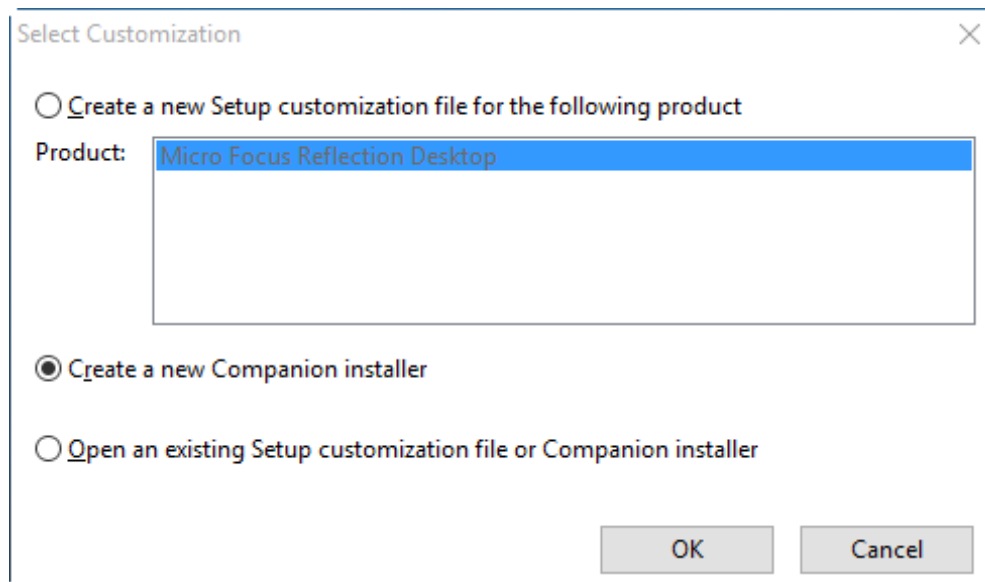 Select Customization
Create a new Setup customization file for the following product
Product:
Micro Focus Reflection Desktop
Create a new Companion installer
Open an existing Setup customization file or Companion installer
OK
Cancel